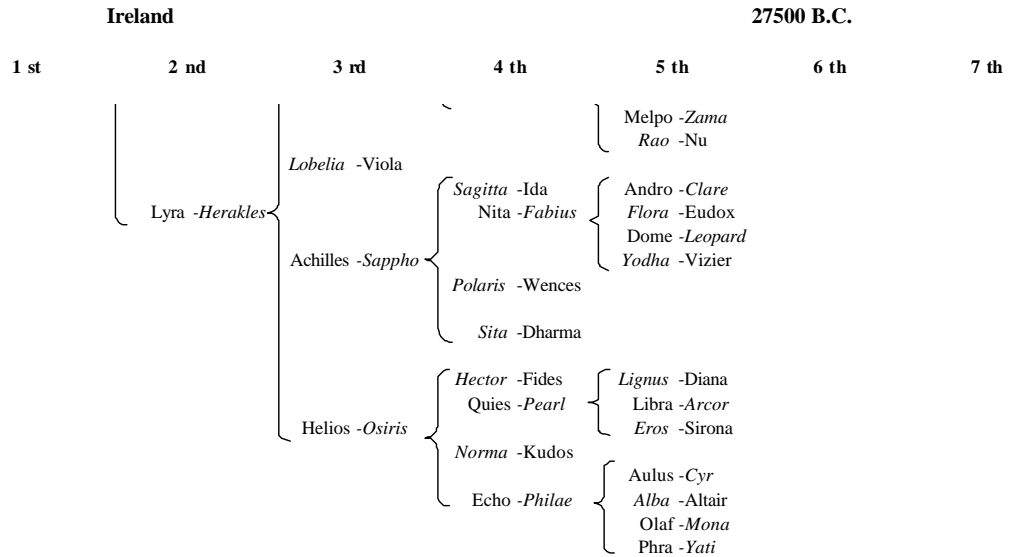 Ireland 27500 B.C.
1 st 2 nd 3 rd 4 th 5 th 6 th 7 th
Melpo -Zama
Rao -Nu
Lobelia -Viola
Sagitta -Ida Andro -Clare
Lyra -Herakles Nita -Fabius Flora -Eudox
Dome -Leopard
Achilles -Sappho Yodha -Vizier
Polaris -Wences
Sita -Dharma
Hector -Fides Lignus -Diana
Quies -Pearl Libra -Arcor
Helios -Osiris Eros -Sirona
Norma -Kudos
Aulus -Cyr
Echo -Philae Alba -Altair
Olaf -Mona
Phra -Yati